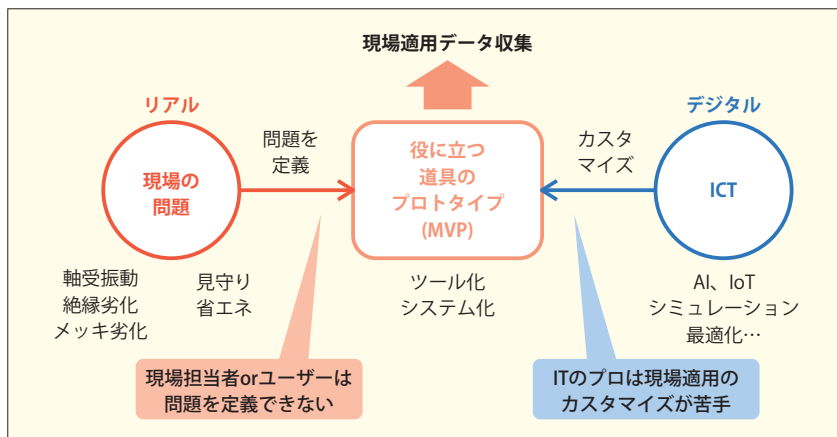 現場適用データ収集
リアル
デジタル
問題を
定義
カスタ
マイズ
現場の
問題
役に立つ
道具の
プロトタイプ
(MVP)
ICT
軸受振動
絶縁劣化
メッキ劣化
見守り
省エネ
ツール化
システム化
AI、IoT
シミュレーション
最適化…
現場担当者orユーザーは
問題を定義できない
ITのプロは現場適用の
カスタマイズが苦手